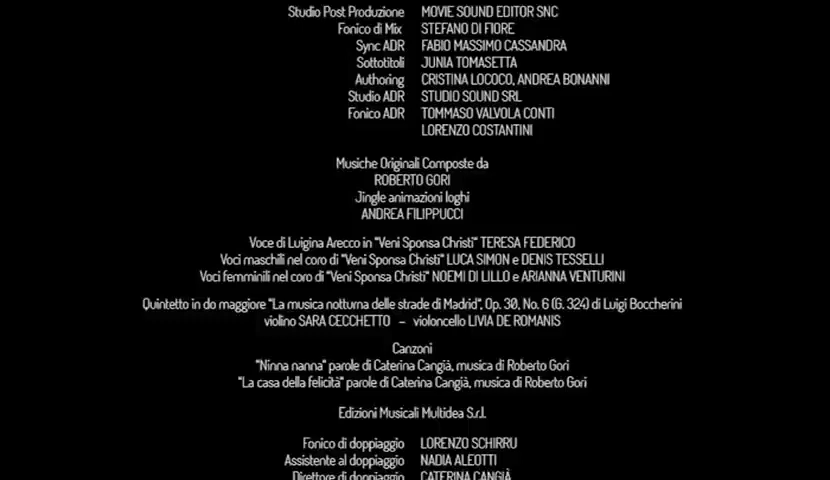 Studio Post Produzione MOVIE SOUND EDITOR SNC
Fonico di Mix STEFANO DI FIORE
Sync ADR FABIO MASSIMO CASSANDRA
Sottotitoli JUNIA TOMASETTA
Authoring CRISTINA LOCOCO, ANDREA BONANNI
Studio ADR STUDIO SOUND SRL
Fonico ADR TOMMASO VALVOLA CONTI
LORENZO COSTANTINI
Musiche Originali Composte da
ROBERTO GORI
Jingle animazioni loghi
ANDREA FILIPPUCCI
Voce di Luigina Arecco in "Veni Sponsa Christi" TERESA FEDERICO
Voci maschili nel coro di "Veni Sponsa Christi" LUCA SIMON e DENIS TESSELLI
Voci femminili nel coro di "Veni Sponsa Christi" NOEMI DI LILLO e ARIANNA VENTURINI
Quintetto in do maggiore "La musica notturna delle strade di Madrid", Op. 30, No. 6 (G. 324) di Luigi Boccherini
violino SARA CECCHETTO – violoncello LIVIA DE ROMANIS
Canzoni
"Ninna nanna" parole di Caterina Cangià, musica di Roberto Gori
"La casa della felicità" parole di Caterina Cangià, musica di Roberto Gori
Edizioni Musicali Multidea S.r.l.
Fonico di doppiaggio LORENZO SCHIRRU
Assistente al doppiaggio NADIA ALEOTTI
Direttore di doppiaggio CATERINA CANGIÀ